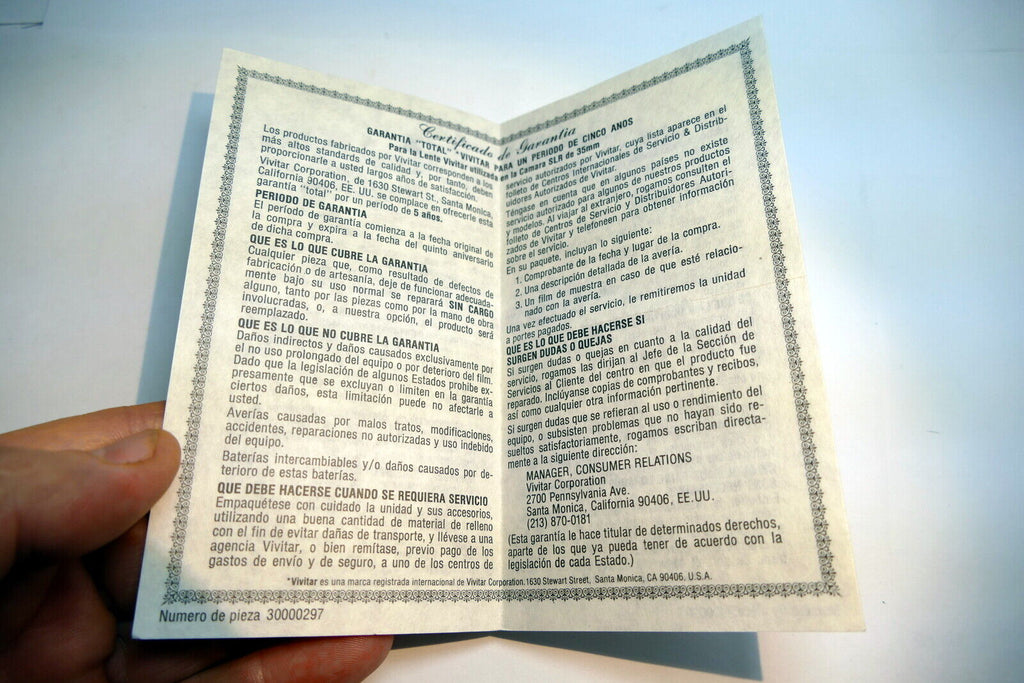 Certificado de Garantia
GARANTIA "TOTAL" *VIVITAR PARA UN PERIODO DE CINCO ANOS
Para la Lente Vivitar utilizada en la Camara SLR de 35mm
Los productos fabricados por Vivitar corresponden a los
más altos standards de calidad y, por tanto, deben
proporcionarle a usted largos años de satisfacción.
Vivitar Corporation, de 1630 Stewart St., Santa Monica,
California 90406, EE. UU. se complace en ofrecerle esta
garantía "total" por un período de 5 años.
PERIODO DE GARANTIA
El período de garantía comienza a la fecha original de
la compra y expira a la fecha del quinto aniversario
de dicha compra.
QUE ES LO QUE CUBRE LA GARANTIA
Cualquier pieza que, como resultado de defectos de
fabricación o de artesanía, deje de funcionar adecuada-
mente bajo su uso normal se reparará SIN CARGO
alguno, tanto por las piezas como por la mano de obra
involucradas, o, a nuestra opción, el producto será
reemplazado.
QUE ES LO QUE NO CUBRE LA GARANTIA
Daños indirectos y daños causados exclusivamente por
el no uso prolongado del equipo o por deterioro del film.
Dado que la legislación de algunos Estados prohibe ex-
presamente que se excluyan o limiten en la garantía
ciertos daños, esta limitación puede no afectarle a
usted.
Averías causadas por malos tratos, modificaciones,
accidentes, reparaciones no autorizadas y uso indebido
del equipo.
Baterías intercambiables y/o daños causados por de-
terioro de estas baterías.
QUE DEBE HACERSE CUANDO SE REQUIERA SERVICIO
Empaquétese con cuidado la unidad y sus accesorios,
utilizando una buena cantidad de material de relleno
con el fin de evitar dañas de transporte, y llévese a una
agencia Vivitar, o bien remítase, previo pago de los
gastos de envío y de seguro, a uno de los centros de
servicio autorizados por Vivitar, cuya lista aparece en el
folleto de Centros Internacionales de Servicio & Distrib-
uidores Autorizados de Vivitar.
Téngase en cuenta que en algunos países no existe
servicio autorizado para algunos de nuestros productos
y modelos. Al viajar al extranjero, rogamos consulten el
folleto de Centros de Servicio y Distribuidores Autori-
zados de Vivitar y telefoneen para obtener información
sobre el servicio.
En su paquete, incluyan lo siguiente:
1. Comprobante de la fecha y lugar de la compra.
2. Una descripción detallada de la avería.
3. Un film de muestra en caso de que esté relacio-
nado con la avería.
Una vez efectuado el servicio, le remitiremos la unidad
a portes pagados.
QUE ES LO QUE DEBE HACERSE SI
SURGEN DUDAS O QUEJAS
Si surgen dudas o quejas en cuanto a la calidad del
servicio, rogamos las dirijan al Jefe de la Sección de
Servicios al Cliente del centro en que el producto fue
reparado. Inclúyanse copias de comprobantes y recibos,
así como cualquier otra información pertinente.
Si surgen dudas que se refieran al uso o rendimiento del
equipo, o subsisten problemas que no hayan sido re-
sueltos satisfactoriamente, rogamos escriban directa-
mente a la siguiente dirección:
MANAGER, CONSUMER RELATIONS
Vivitar Corporation
2700 Pennsylvania Ave.
Santa Monica, California 90406, EE.UU.
(213) 870-0181
(Esta garantía le hace titular de determinados derechos,
aparte de los que ya pueda tener de acuerdo con la
legislación de cada Estado.)
*Vivitar es una marca registrada internacional de Vivitar Corporation, 1630 Stewart Street, Santa Monica, CA 90406, U.S.A.
Numero de pieza 30000297